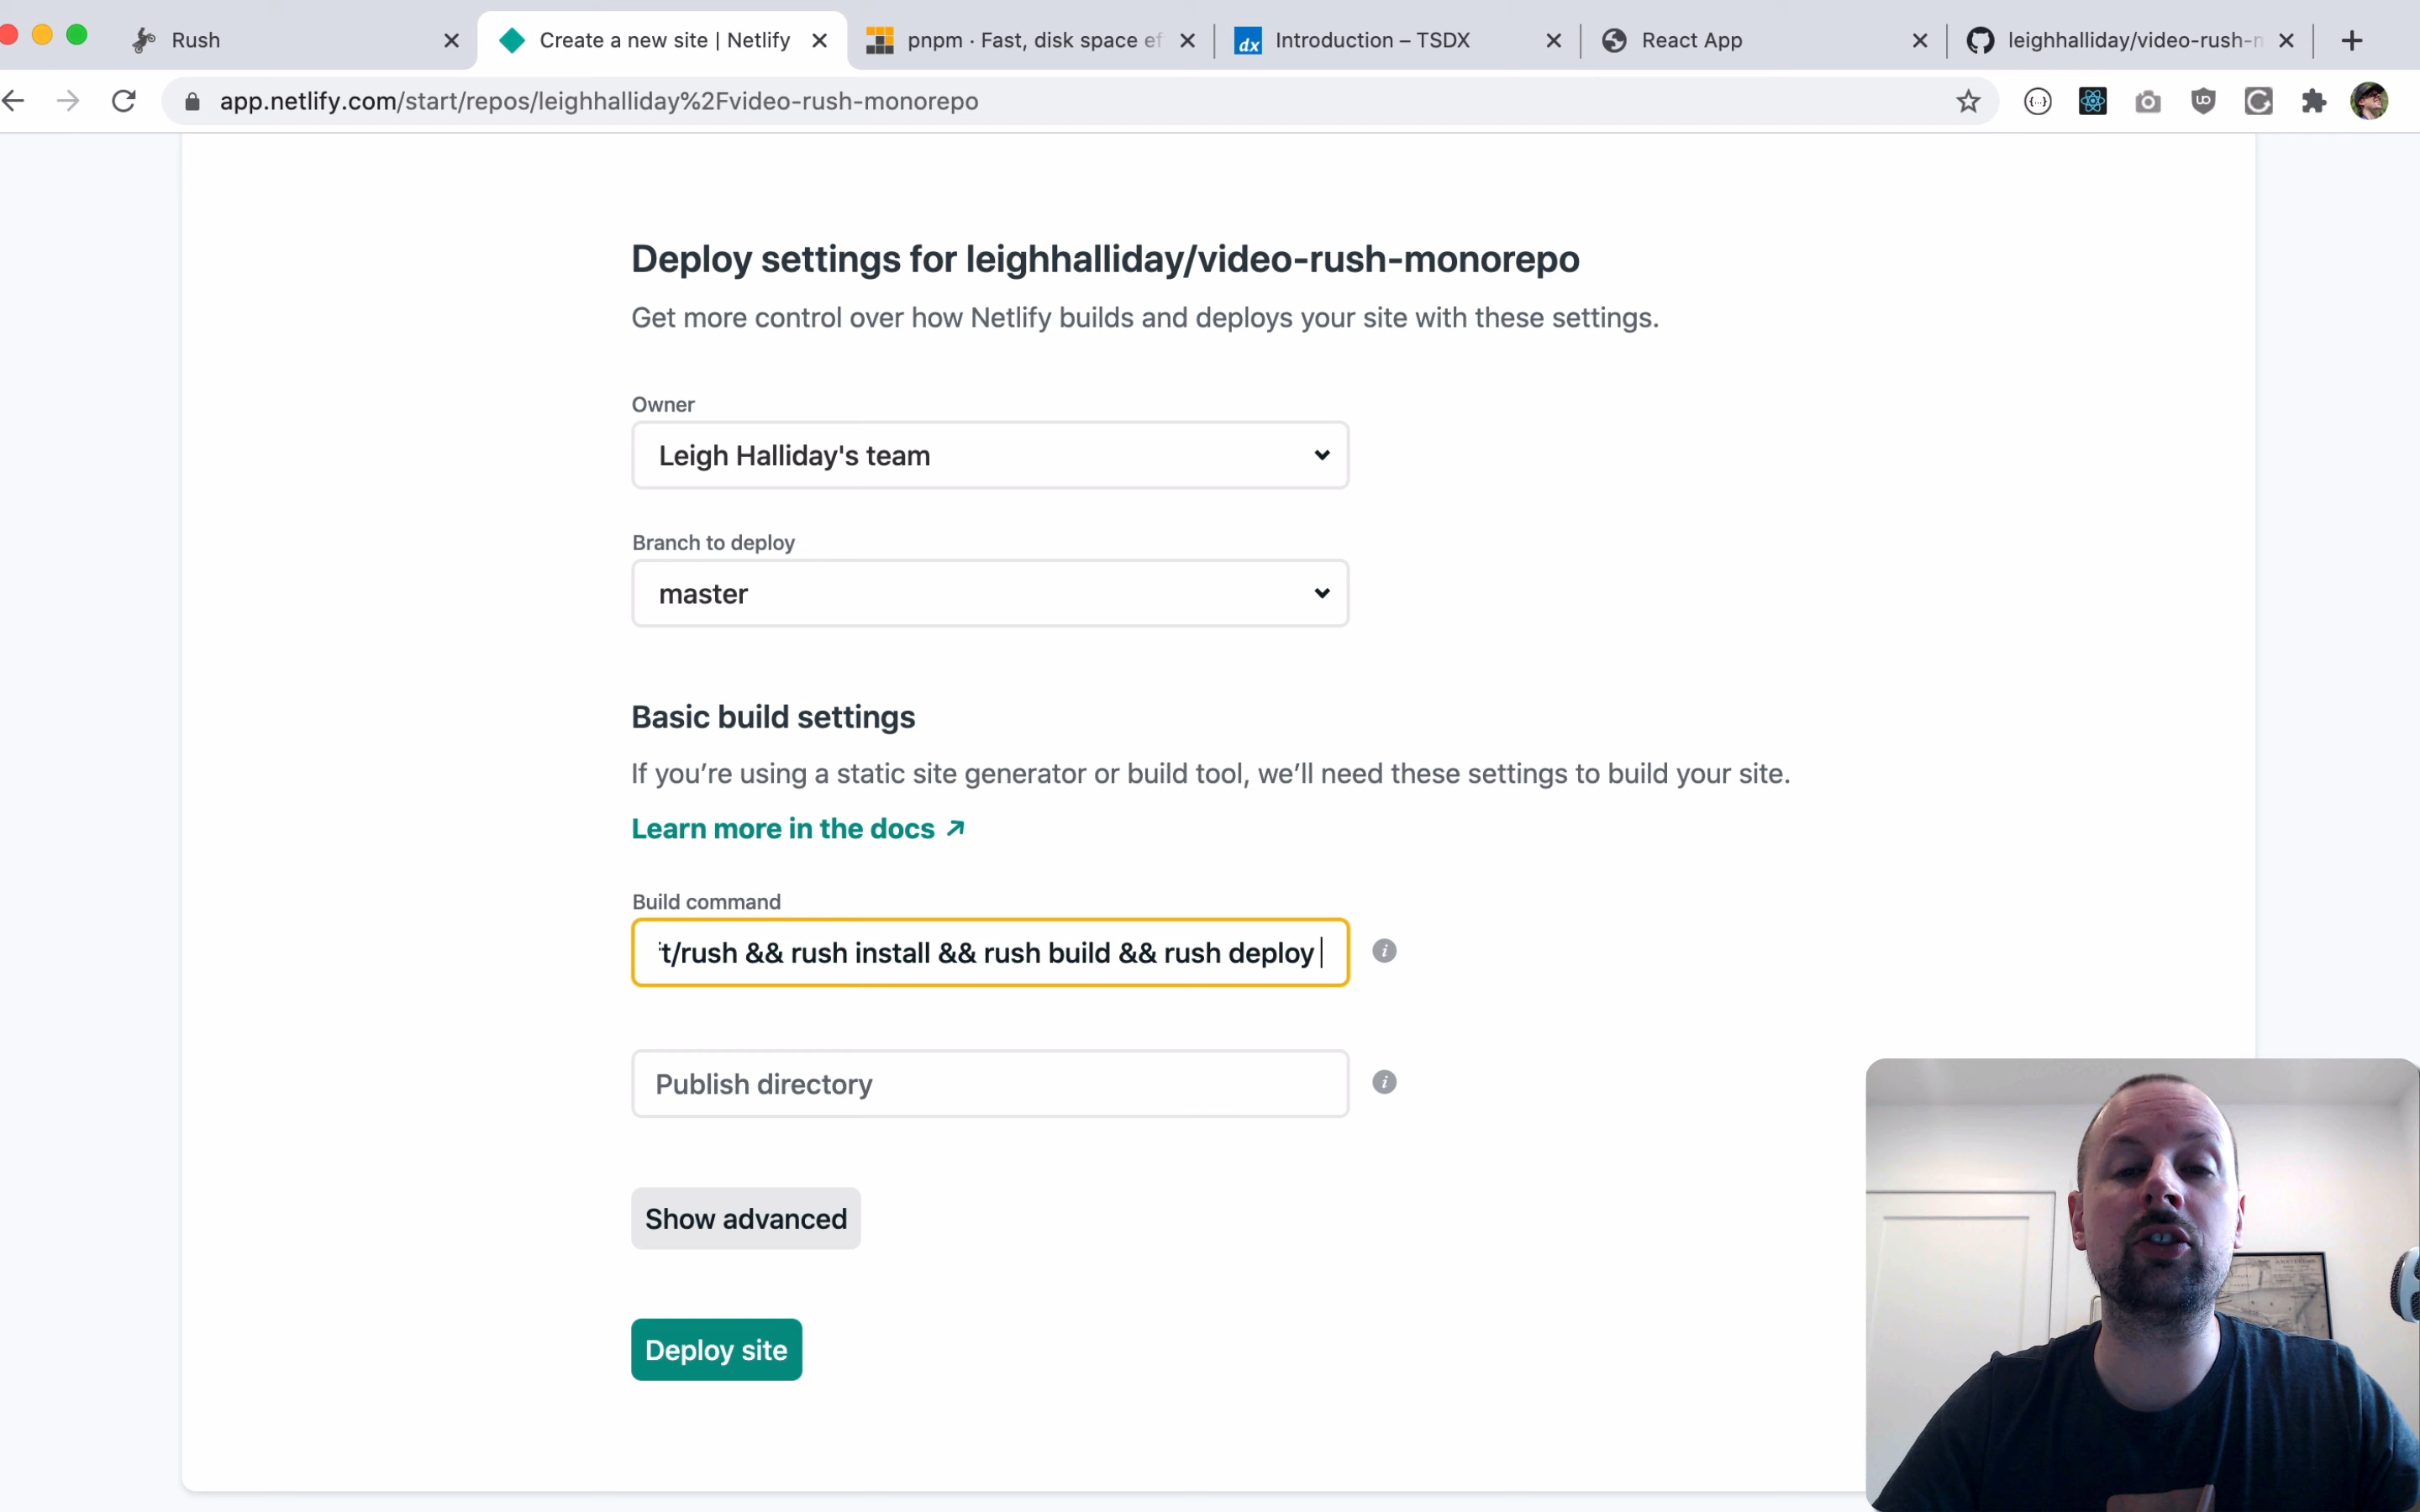 Rush
Create a new site | Netlify
pnpm · Fast, disk space ef
dx
Introduction – TSDX
React App
leighhalliday/video-rush-m
app.netlify.com/start/repos/leighhalliday%2Fvideo-rush-monorepo
Deploy settings for leighhalliday/video-rush-monorepo
Get more control over how Netlify builds and deploys your site with these settings.
Owner
Leigh Halliday's team
Branch to deploy
master
Basic build settings
If you’re using a static site generator or build tool, we’ll need these settings to build your site.
Learn more in the docs ↗
Build command
t/rush && rush install && rush build && rush deploy
Publish directory
Show advanced
Deploy site